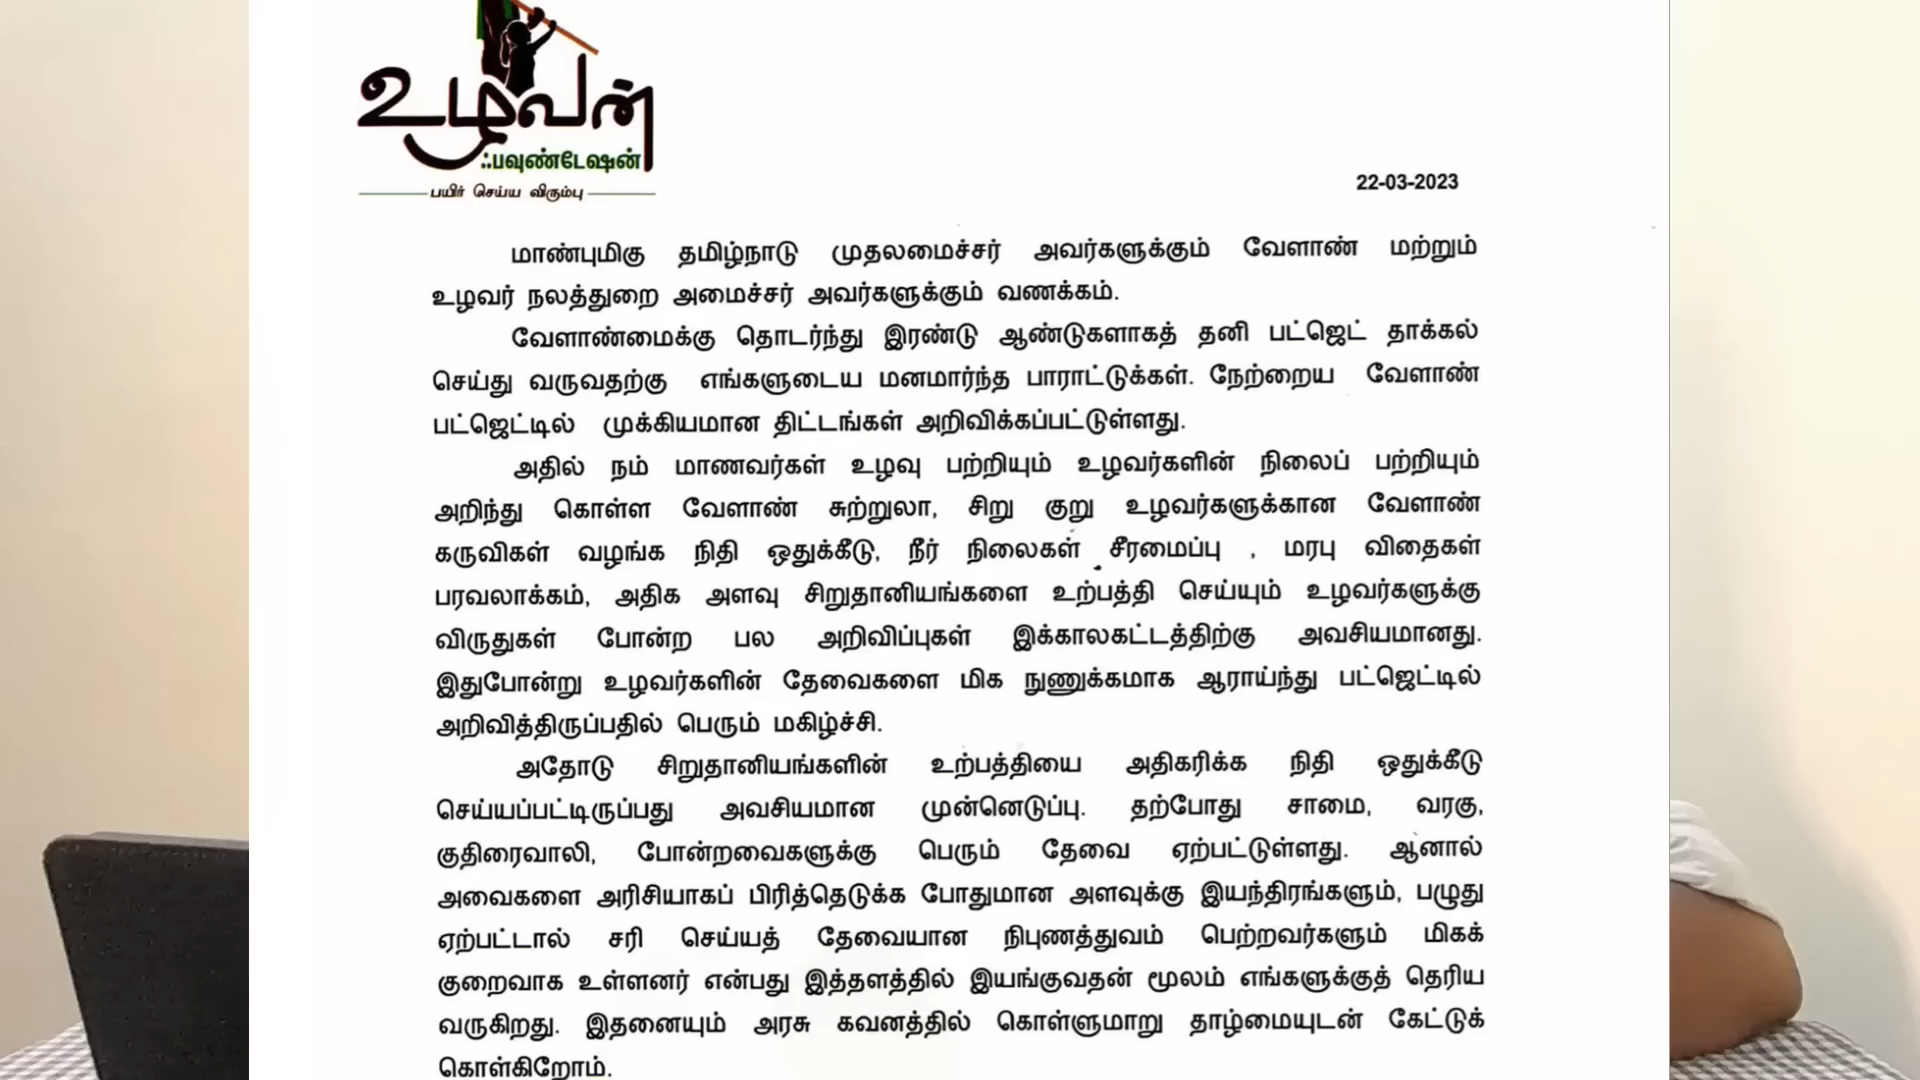 உழவன்
ஃபவுண்டேஷன்
பயிர் செய்ய விரும்பு
22-03-2023
மாண்புமிகு தமிழ்நாடு முதலமைச்சர் அவர்களுக்கும் வேளாண் மற்றும்
உழவர் நலத்துறை அமைச்சர் அவர்களுக்கும் வணக்கம்.
வேளாண்மைக்கு தொடர்ந்து இரண்டு ஆண்டுகளாகத் தனி பட்ஜெட் தாக்கல்
செய்து வருவதற்கு எங்களுடைய மனமார்ந்த பாராட்டுக்கள். நேற்றைய வேளாண்
பட்ஜெட்டில் முக்கியமான திட்டங்கள் அறிவிக்கப்பட்டுள்ளது.
அதில் நம் மாணவர்கள் உழவு பற்றியும் உழவர்களின் நிலைப் பற்றியும்
அறிந்து கொள்ள வேளாண் சுற்றுலா, சிறு குறு உழவர்களுக்கான வேளாண்
கருவிகள் வழங்க நிதி ஒதுக்கீடு, நீர் நிலைகள் சீரமைப்பு , மரபு விதைகள்
பரவலாக்கம், அதிக அளவு சிறுதானியங்களை உற்பத்தி செய்யும் உழவர்களுக்கு
விருதுகள் போன்ற பல அறிவிப்புகள் இக்காலகட்டத்திற்கு அவசியமானது.
இதுபோன்று உழவர்களின் தேவைகளை மிக நுணுக்கமாக ஆராய்ந்து பட்ஜெட்டில்
அறிவித்திருப்பதில் பெரும் மகிழ்ச்சி.
அதோடு சிறுதானியங்களின் உற்பத்தியை அதிகரிக்க நிதி ஒதுக்கீடு
செய்யப்பட்டிருப்பது அவசியமான முன்னெடுப்பு. தற்போது சாமை, வரகு,
குதிரைவாலி, போன்றவைகளுக்கு பெரும் தேவை ஏற்பட்டுள்ளது. ஆனால்
அவைகளை அரிசியாகப் பிரித்தெடுக்க போதுமான அளவுக்கு இயந்திரங்களும், பழுது
ஏற்பட்டால் சரி செய்யத் தேவையான நிபுணத்துவம் பெற்றவர்களும் மிகக்
குறைவாக உள்ளனர் என்பது இத்தளத்தில் இயங்குவதன் மூலம் எங்களுக்குத் தெரிய
வருகிறது. இதனையும் அரசு கவனத்தில் கொள்ளுமாறு தாழ்மையுடன் கேட்டுக்
கொள்கிறோம்.